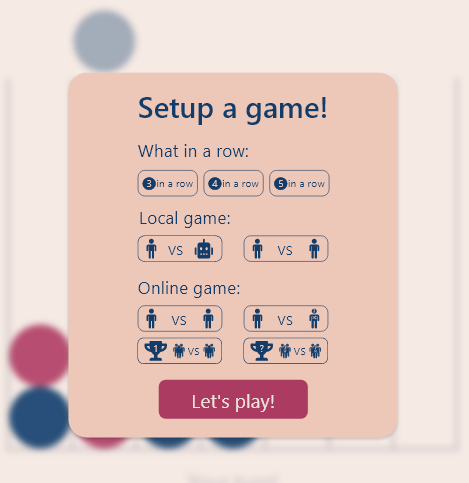 Setup a game!
What in a row:
3 in a row 4 in a row 5 in a row
Local game:
VS VS
Online game:
VS VS
1 VS ? VS
Let's play!